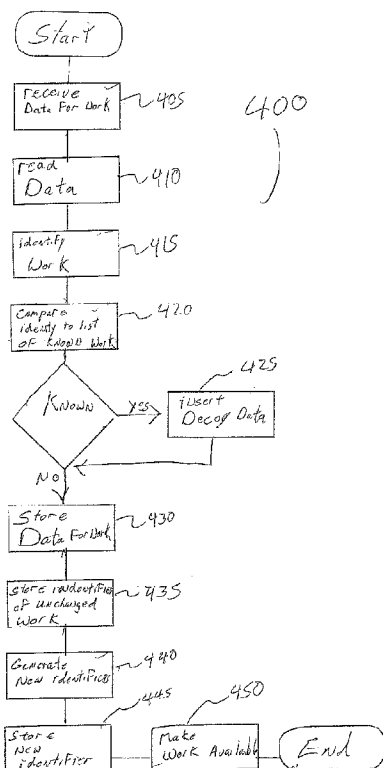 Start
receive
Data For Work
405
400
read
Data
410
identify
Work
415
Compare
identy to list
OF KNOWN Work
420
KNOWN
yes
425
insert
Decoy Data
NO
Store
Data For Work
430
Store
of unchanged
Work
435
Generate
New identifier
440
445
Store
New
identifier
450
Make
Work Available
End